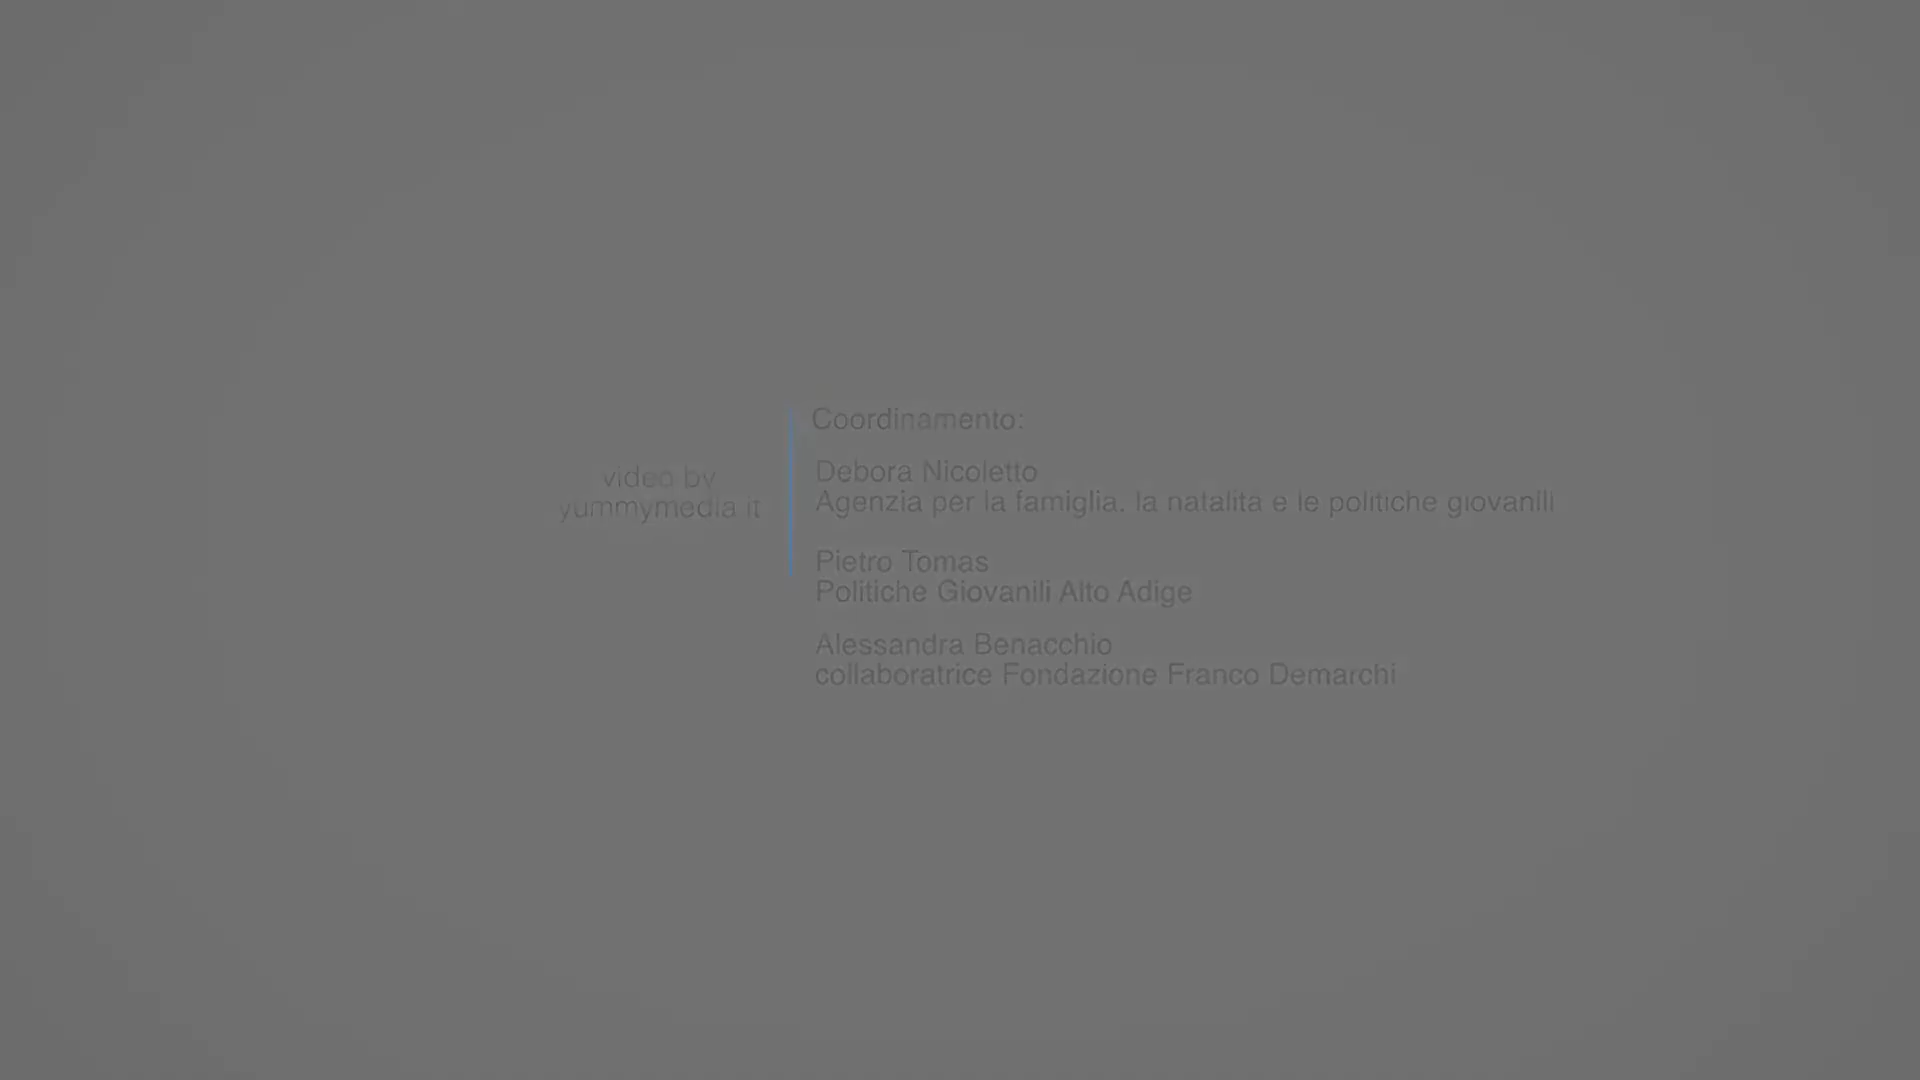 video by
yummymedia.it
Coordinamento:
Debora Nicoletto
Agenzia per la famiglia, la natalita e le politiche giovanili
Pietro Tomas
Politiche Giovanili Alto Adige
Alessandra Benacchio
collaboratrice Fondazione Franco Demarchi